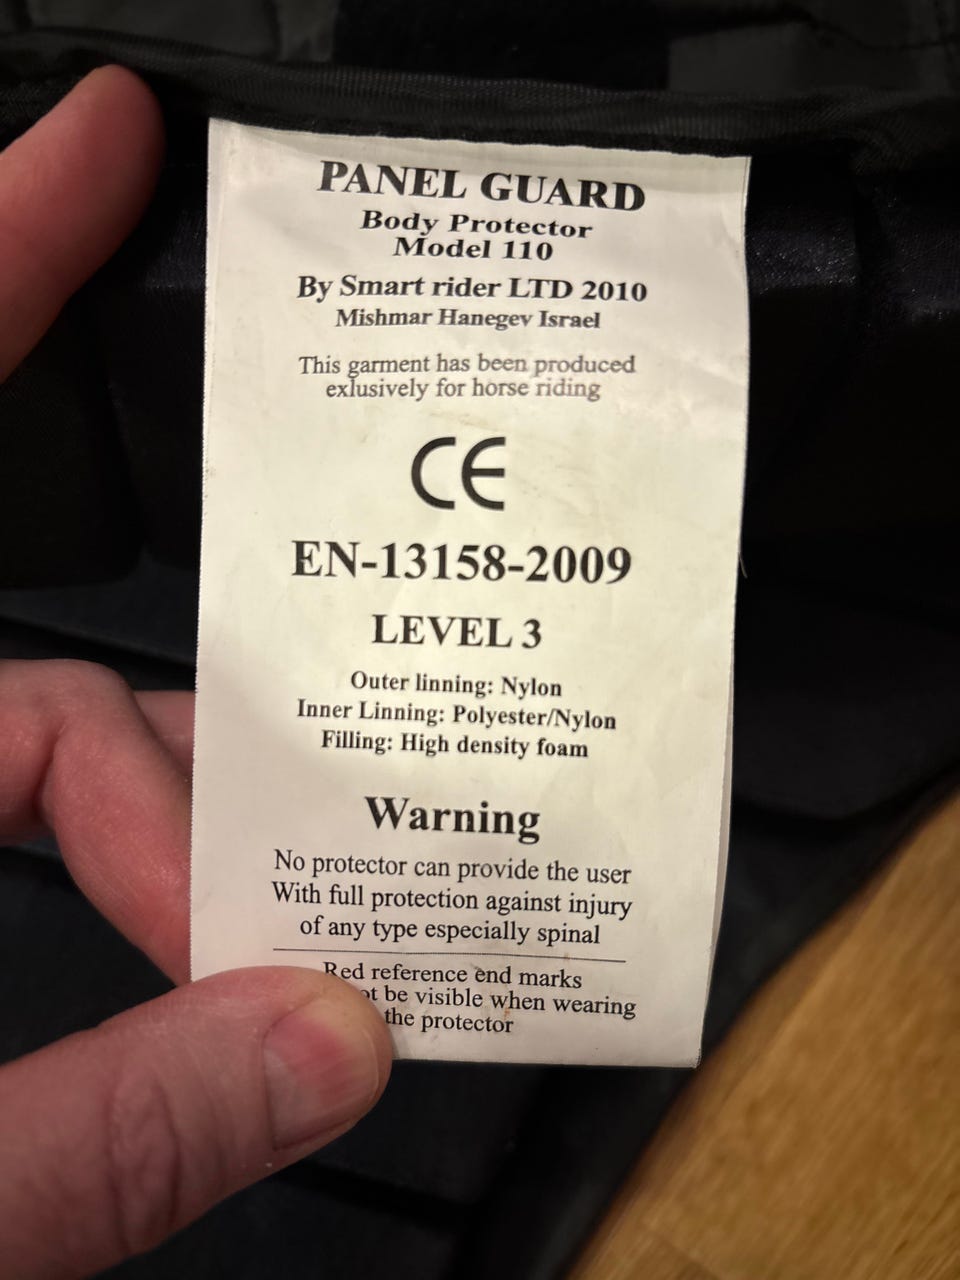 PANEL GUARD
Body Protector
Model 110
By Smart rider LTD 2010
Mishmar Hanegev Israel
This garment has been produced
exlusively for horse riding
CE
EN-13158-2009
LEVEL 3
Outer linning: Nylon
Inner Linning: Polyester/Nylon
Filling: High density foam
Warning
No protector can provide the user
With full protection against injury
of any type especially spinal
Red reference end marks
be visible when wearing
the protector